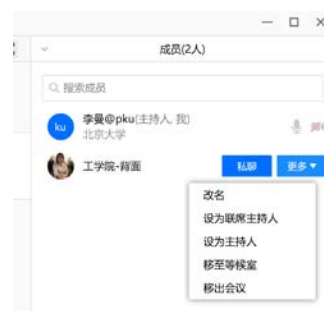 成员(2人)
搜索成员
ku
李曼@pku(主持人, 我)
北京大学
工学院-背面
私聊
更多
改名
设为联席主持人
设为主持人
移至等候室
移出会议